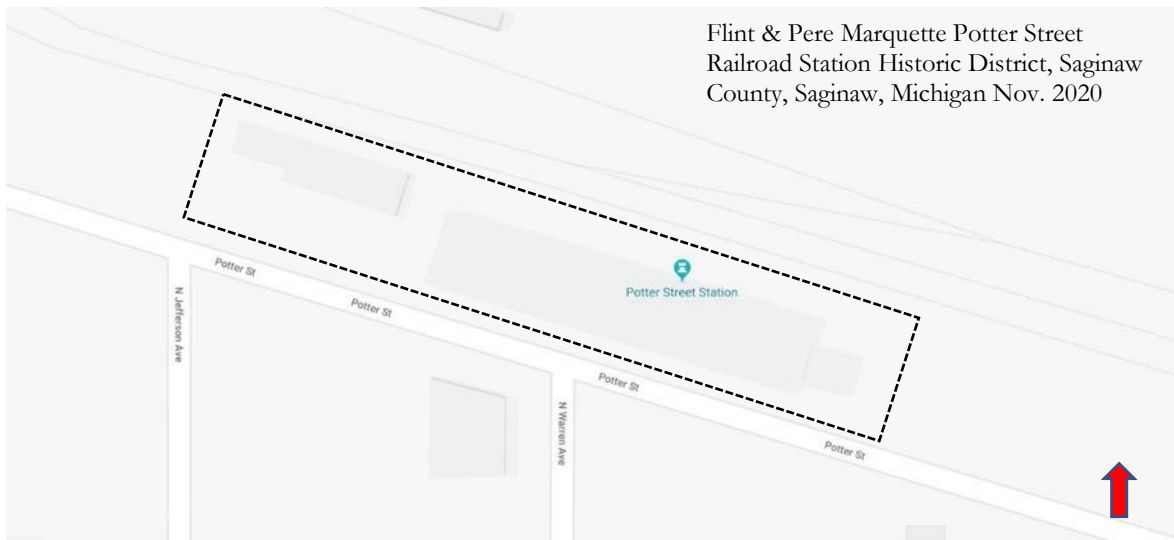 Flint & Pere Marquette Potter Street
Railroad Station Historic District, Saginaw
County, Saginaw, Michigan Nov. 2020
Potter St
Potter Street Station
Potter St
N Jefferson Ave
Potter St
N Warren Ave
Potter St